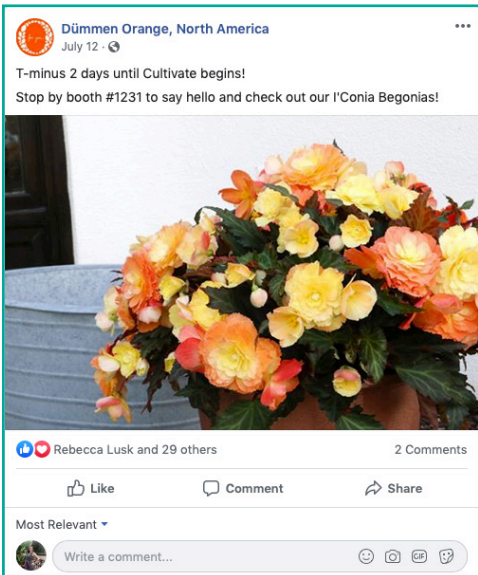 Dümmen Orange, North America
July 12 ·
T-minus 2 days until Cultivate begins!
Stop by booth #1231 to say hello and check out our I'Conia Begonias!
Rebecca Lusk and 29 others
2 Comments
Like
Comment
Share
Most Relevant
Write a comment...
GIF